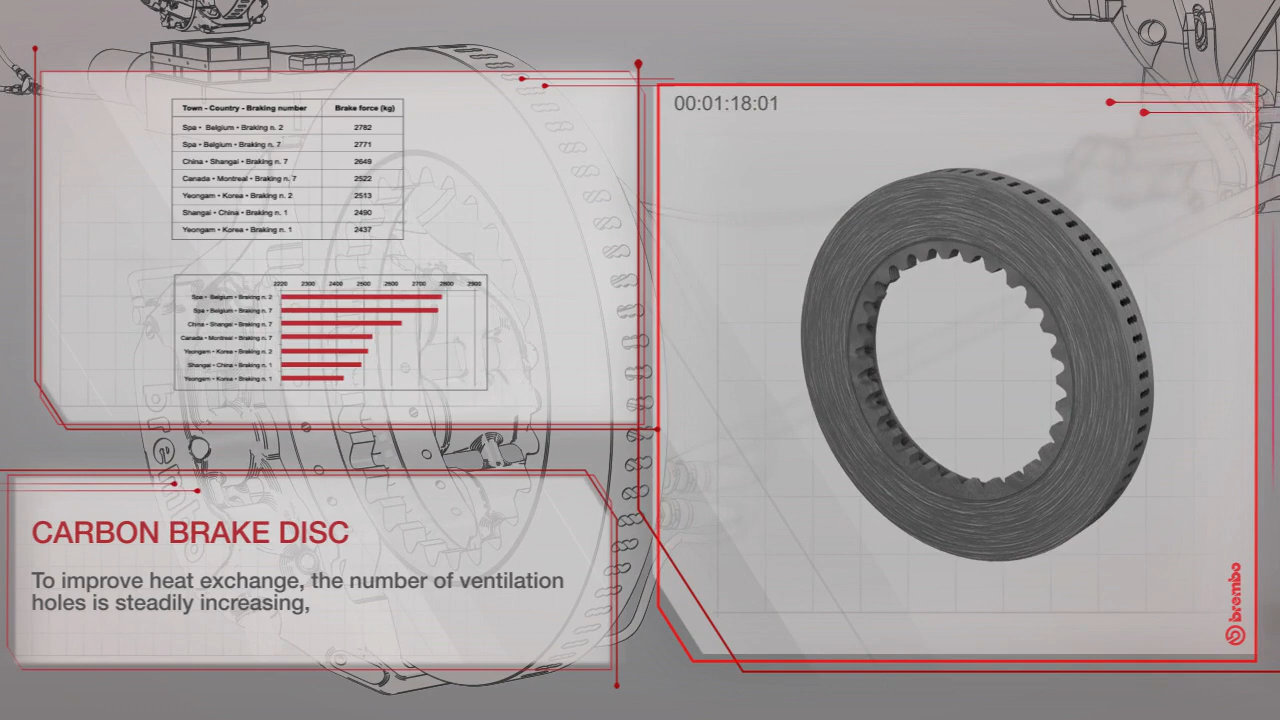 Town - Country - Braking number Brake force (kg)
Spa • Belgium • Braking n. 2 2782
Spa • Belgium • Braking n. 7 2771
China • Shangai • Braking n. 7 2649
Canada • Montreal • Braking n. 7 2522
Yeongam • Korea • Braking n. 2 2513
Shangai • China • Braking n. 1 2490
Yeongam • Korea • Braking n. 1 2437
2220 2300 2400 2500 2600 2700 2800 2900
Spa • Belgium • Braking n. 2
Spa • Belgium • Braking n. 7
China • Shangai • Braking n. 7
Canada • Montreal • Braking n. 7
Yeongam • Korea • Braking n. 2
Shangai • China • Braking n. 1
Yeongam • Korea • Braking n. 1
brembo
CARBON BRAKE DISC
To improve heat exchange, the number of ventilation
holes is steadily increasing,
00:01:18:01
brembo